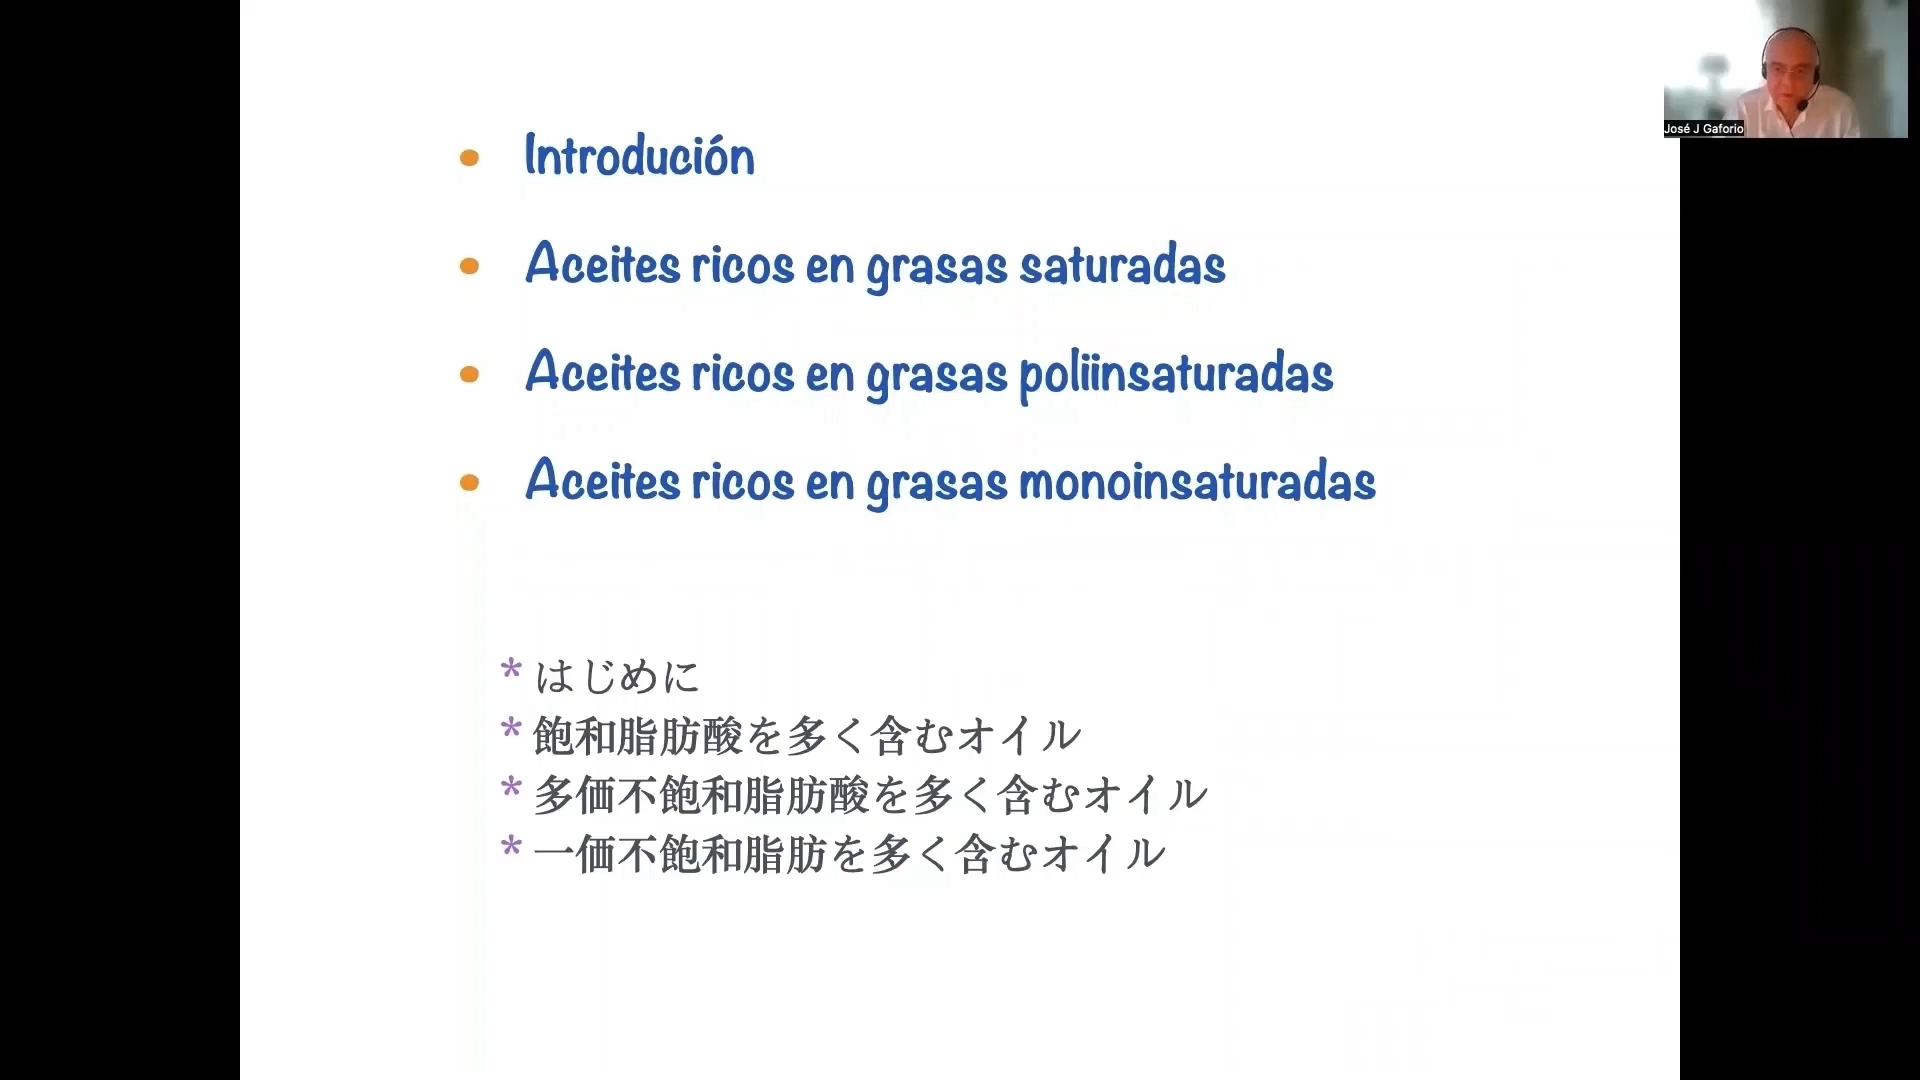 • Introdución
• Aceites ricos en grasas saturadas
• Aceites ricos en grasas poliinsaturadas
• Aceites ricos en grasas monoinsaturadas
* はじめに
* 飽和脂肪酸を多く含むオイル
* 多価不飽和脂肪酸を多く含むオイル
* 一価不飽和脂肪を多く含むオイル
José J Gaforio